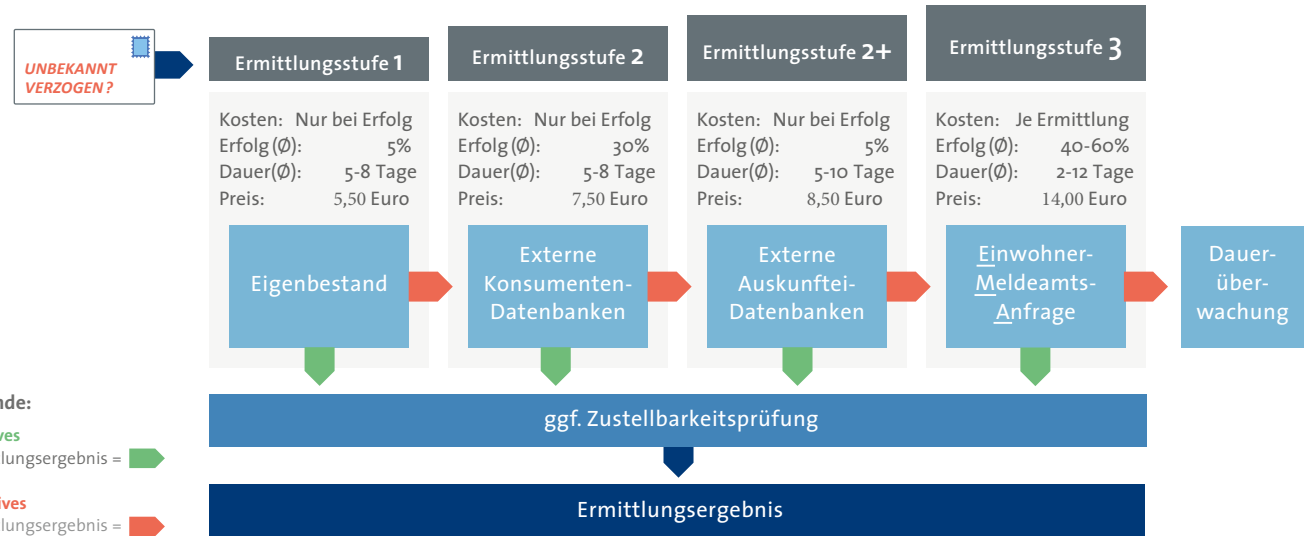 UNBEKANNT
VERZOGEN?
Ermittlungsstufe 1
Kosten: Nur bei Erfolg
Erfolg (Ø): 5%
Dauer(Ø): 5-8 Tage
Preis: 5,50 Euro
Eigenbestand
Ermittlungsstufe 2
Kosten: Nur bei Erfolg
Erfolg (Ø): 30%
Dauer(Ø): 5-8 Tage
Preis: 7,50 Euro
Externe
Konsumenten-
Datenbanken
Ermittlungsstufe 2+
Kosten: Nur bei Erfolg
Erfolg (Ø): 5%
Dauer(Ø): 5-10 Tage
Preis: 8,50 Euro
Externe
Auskunftei-
Datenbanken
Ermittlungsstufe 3
Kosten: Je Ermittlung
Erfolg (Ø): 40-60%
Dauer(Ø): 2-12 Tage
Preis: 14,00 Euro
Einwohner-
Meldeamts-
Anfrage
Dauer-
über-
wachung
nde:
ves
lungsergebnis =
ives
lungsergebnis =
ggf. Zustellbarkeitsprüfung
Ermittlungsergebnis